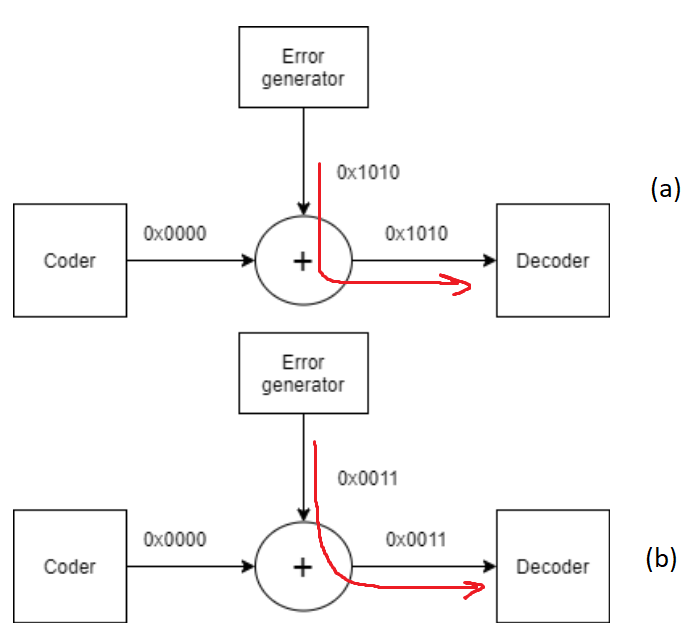 Error
generator
0x1010
(a)
0x0000
0x1010
Coder
+
Decoder
Error
generator
0x0011
0x0000
0x0011
(b)
Coder
+
Decoder